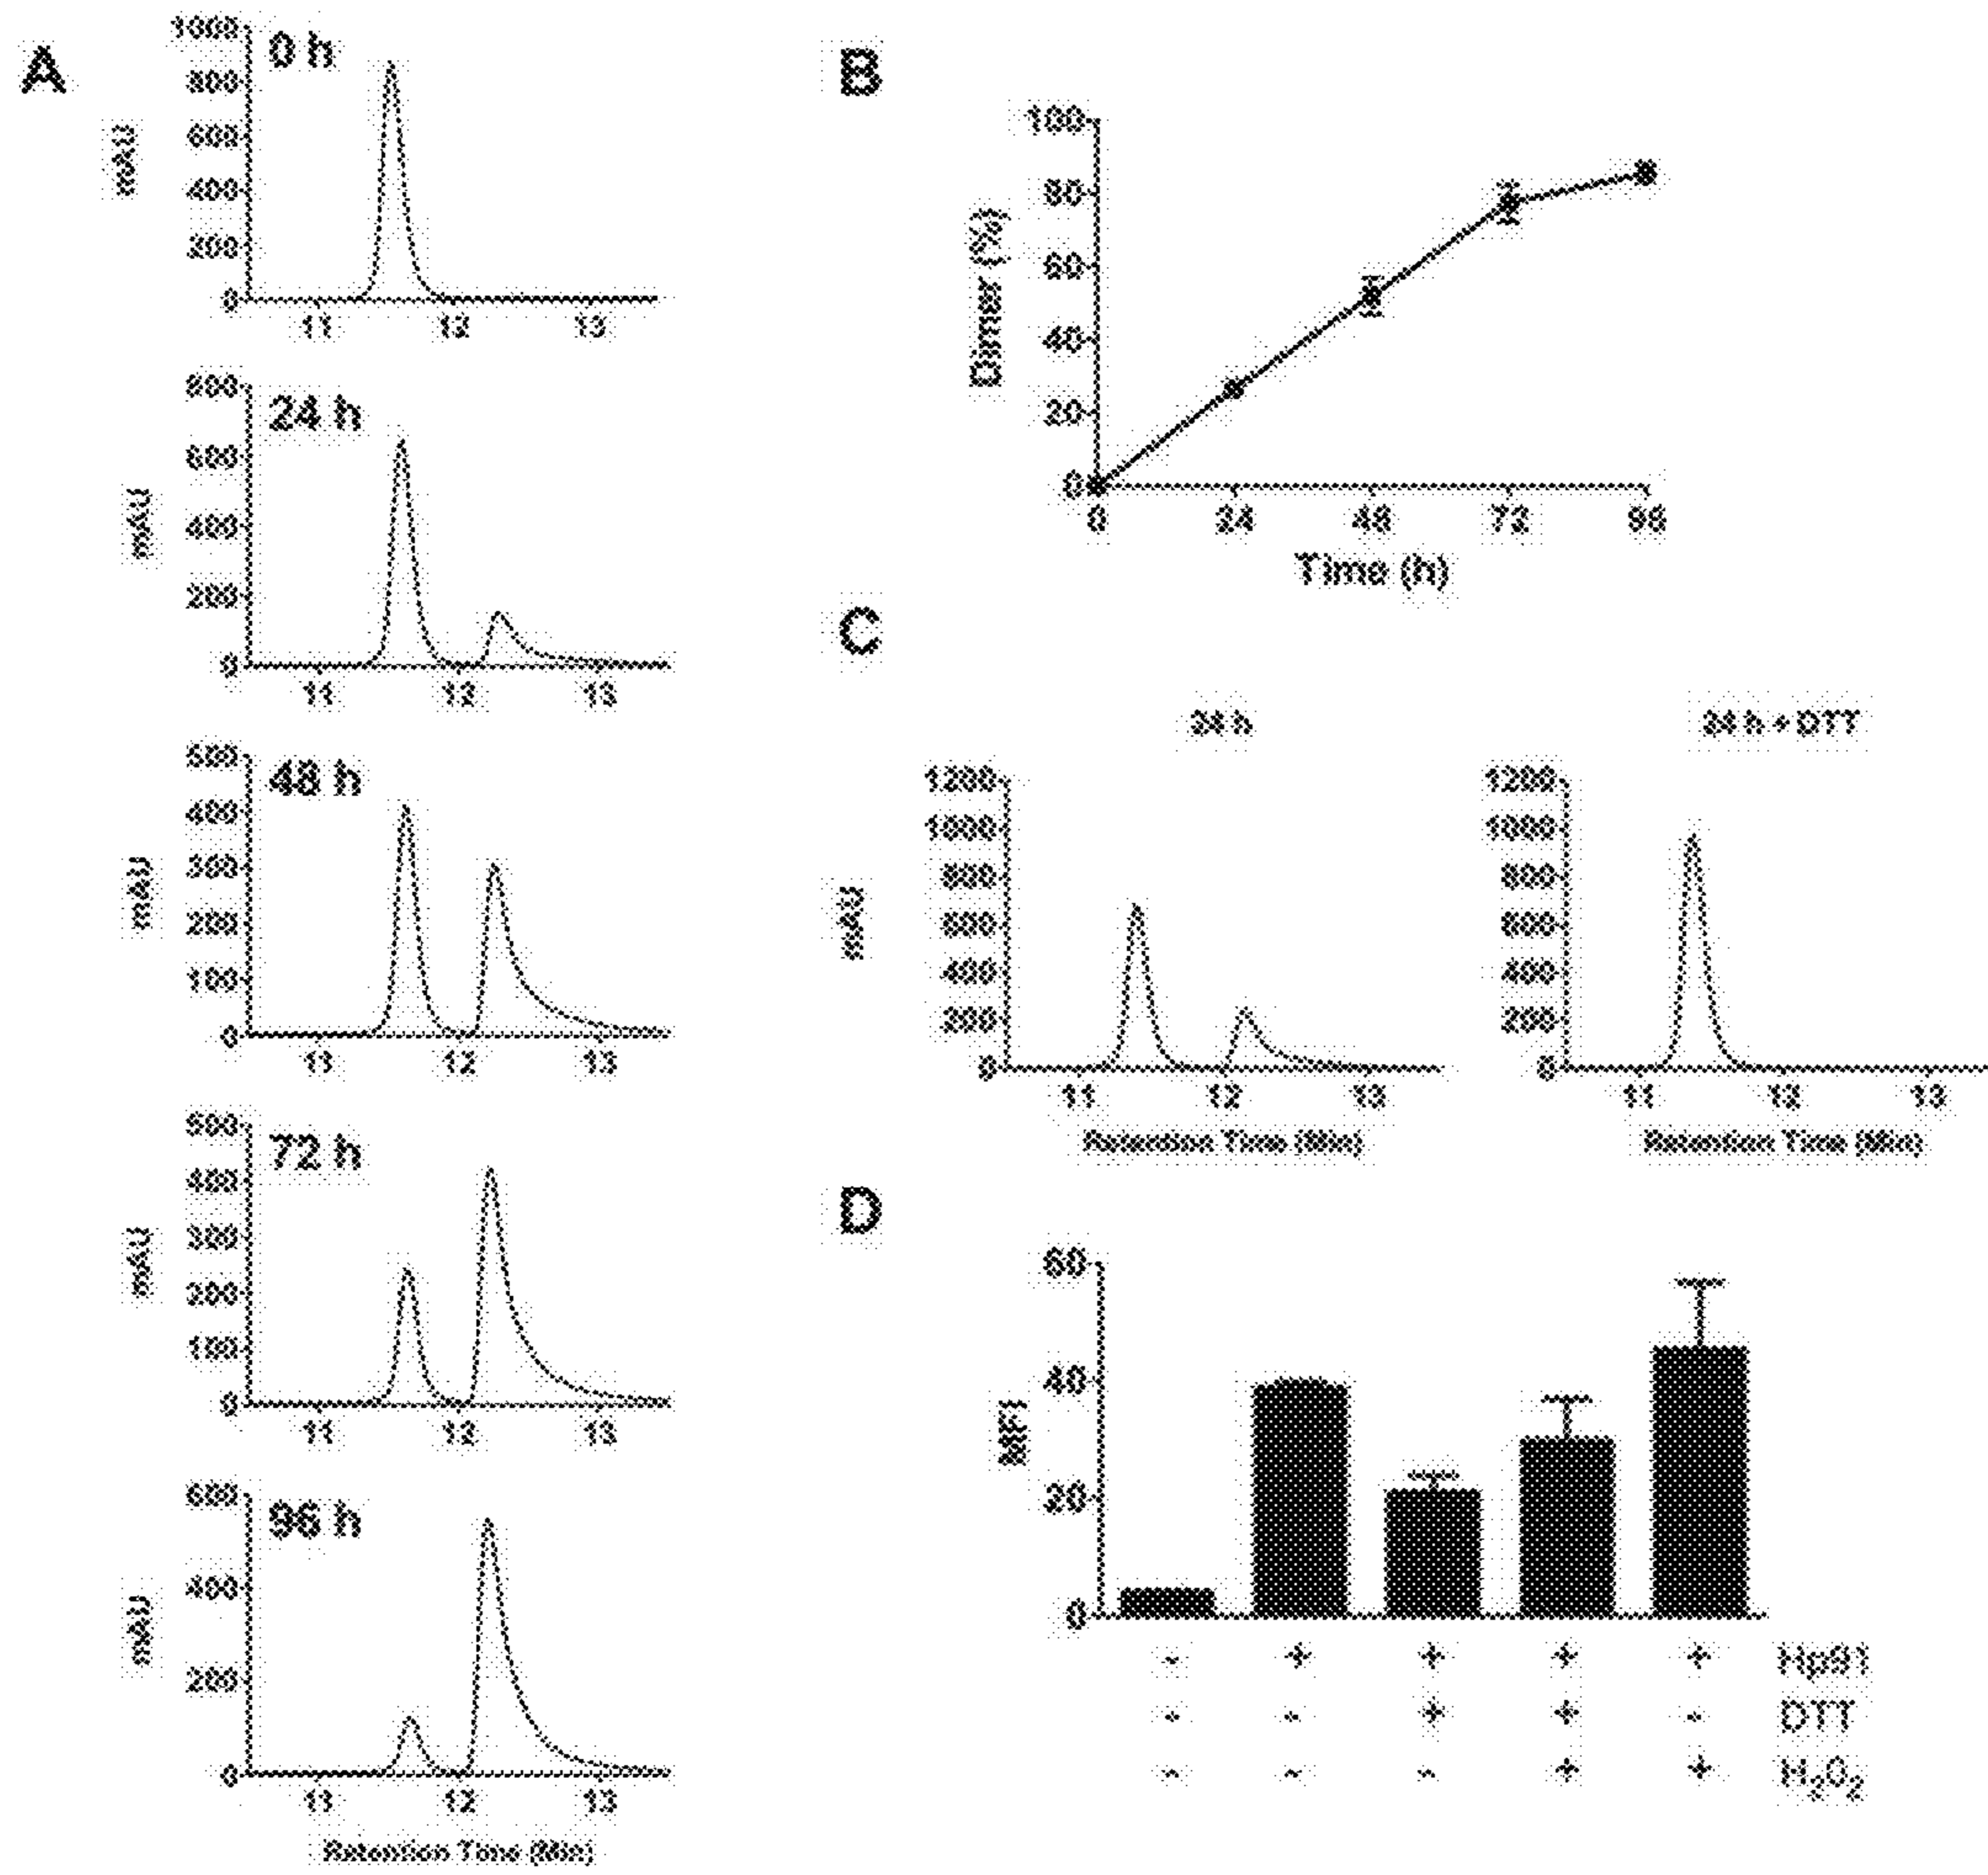 A
0 h
mAU
1000
800
600
400
200
0
11 12 13
24 h
mAU
800
600
400
200
0
11 12 13
48 h
mAU
500
400
300
200
100
0
11 12 13
72 h
mAU
500
400
300
200
100
0
11 12 13
96 h
mAU
600
400
200
0
11 12 13
Retention Time (Min)
B
Dimer (%)
100
80
60
40
20
0
0 24 48 72 96
Time (h)
C
24 h
mAU
1200
1000
800
600
400
200
0
11 12 13
Retention Time (Min)
24 h + DTT
1200
1000
800
600
400
200
0
11 12 13
Retention Time (Min)
D
MFI
60
40
20
0
- + + + + Hp91
- - + + - DTT
- - - + + H₂O₂